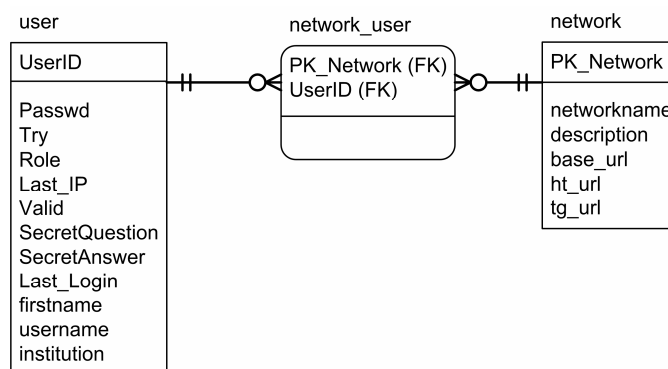 user
UserID
Passwd
Try
Role
Last_IP
Valid
SecretQuestion
SecretAnswer
Last_Login
firstname
username
institution
network_user
PK_Network (FK)
UserID (FK)
network
PK_Network
networkname
description
base_url
ht_url
tg_url